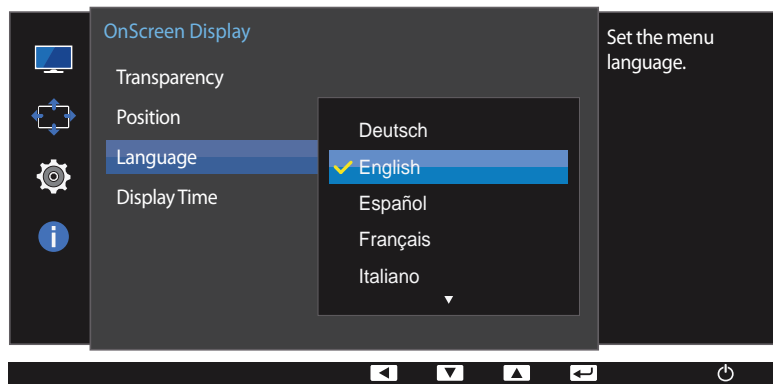 OnScreen Display
Transparency
Position
Language
Display Time
Deutsch
English
Español
Français
Italiano
Set the menu
language.